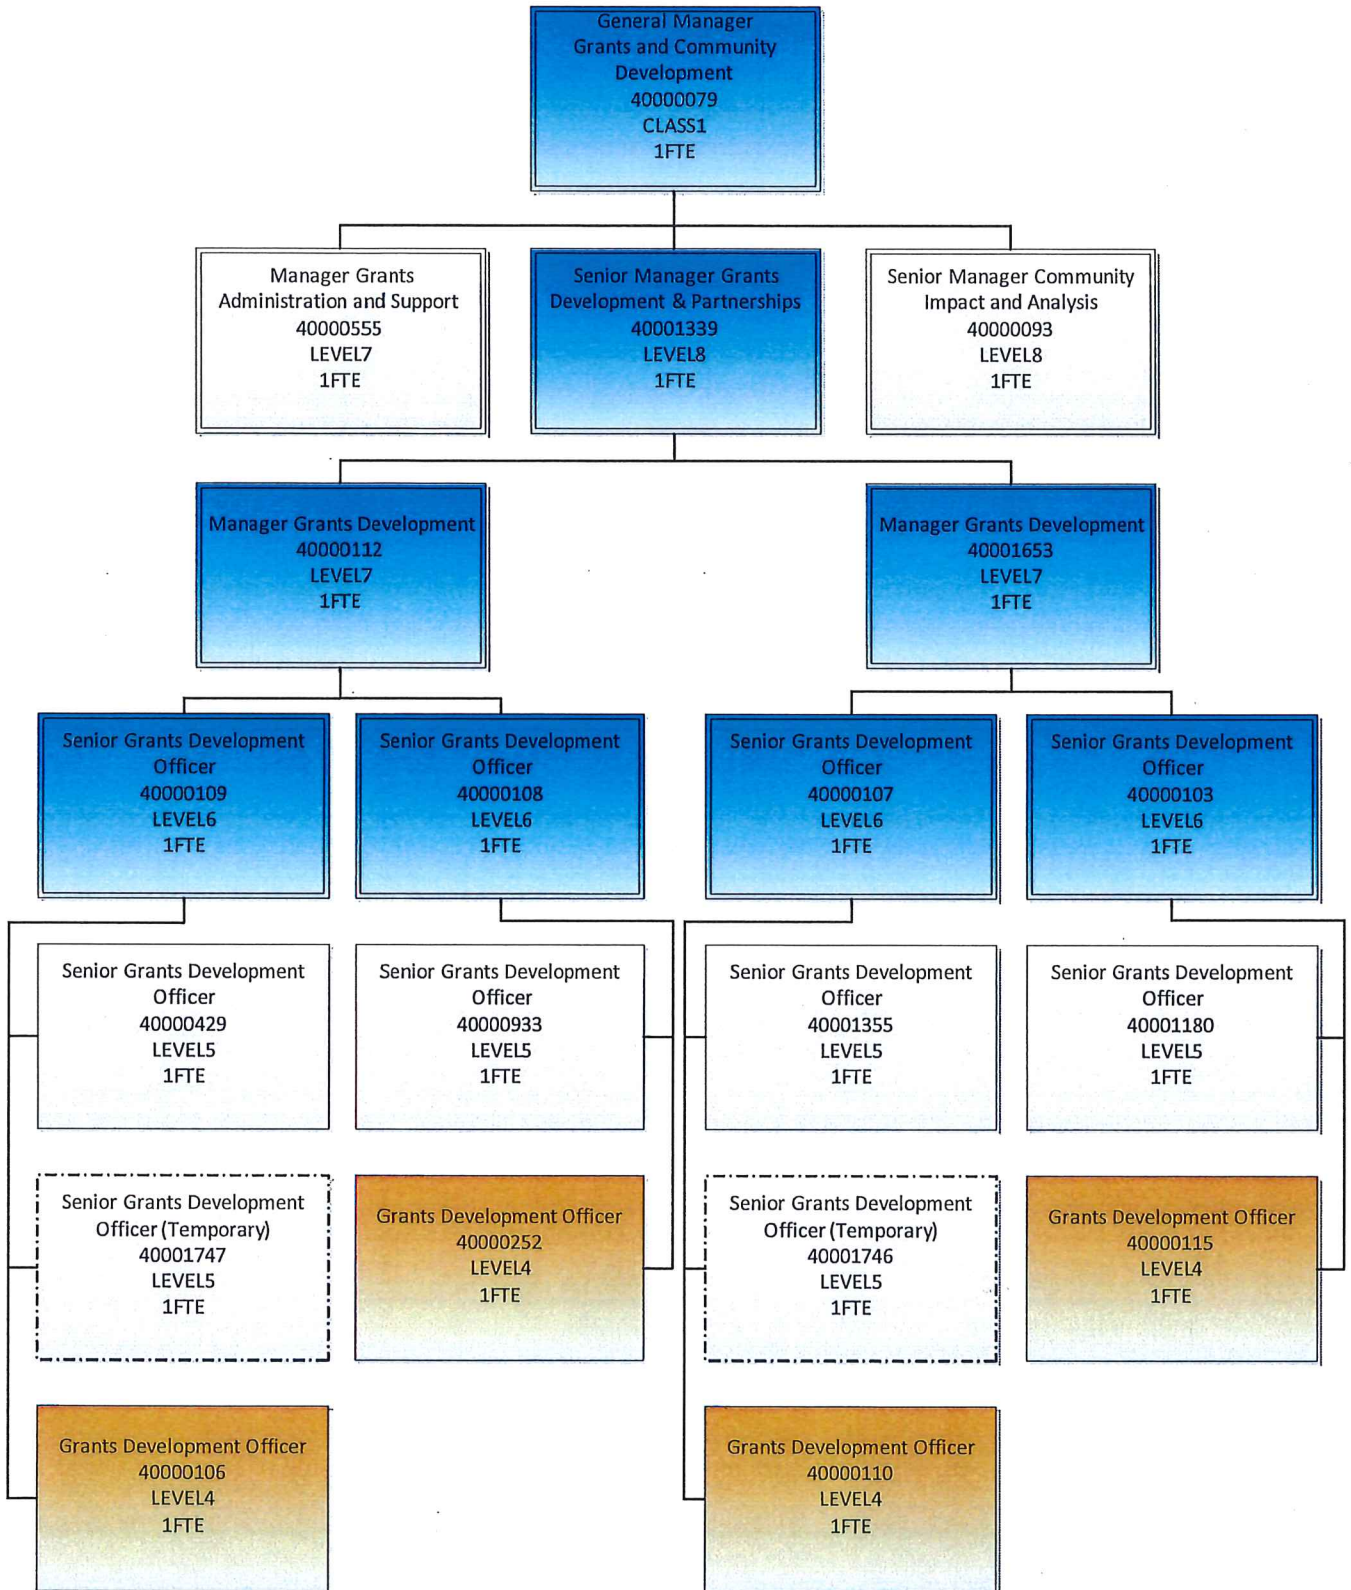 General Manager
Grants and Community
Development
40000079
CLASS1
1FTE
Manager Grants
Administration and Support
40000555
LEVEL7
1FTE
Senior Manager Grants
Development & Partnerships
40001339
LEVEL8
1FTE
Senior Manager Community
Impact and Analysis
40000093
LEVEL8
1FTE
Manager Grants Development
40000112
LEVEL7
1FTE
Manager Grants Development
40001653
LEVEL7
1FTE
Senior Grants Development
Officer
40000109
LEVEL6
1FTE
Senior Grants Development
Officer
40000108
LEVEL6
1FTE
Senior Grants Development
Officer
40000107
LEVEL6
1FTE
Senior Grants Development
Officer
40000103
LEVEL6
1FTE
Senior Grants Development
Officer
40000429
LEVEL5
1FTE
Senior Grants Development
Officer
40000933
LEVEL5
1FTE
Senior Grants Development
Officer
40001355
LEVEL5
1FTE
Senior Grants Development
Officer
40001180
LEVEL5
1FTE
Senior Grants Development
Officer (Temporary)
40001747
LEVEL5
1FTE
Grants Development Officer
40000252
LEVEL4
1FTE
Senior Grants Development
Officer (Temporary)
40001746
LEVEL5
1FTE
Grants Development Officer
40000115
LEVEL4
1FTE
Grants Development Officer
40000106
LEVEL4
1FTE
Grants Development Officer
40000110
LEVEL4
1FTE